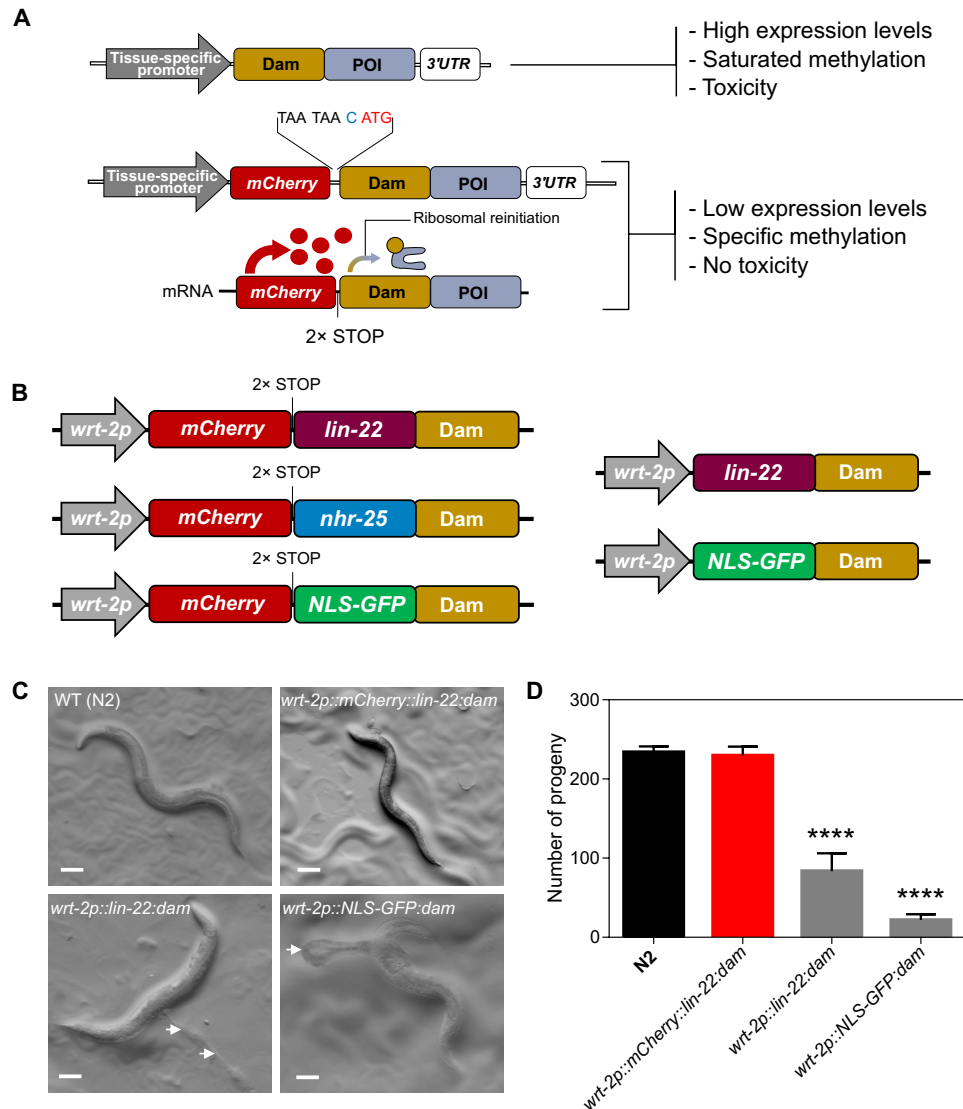 A
Tissue-specific
promoter
Dam
POI
3'UTR
- High expression levels
- Saturated methylation
- Toxicity
TAA TAA C ATG
Tissue-specific
promoter
mCherry
Dam
POI
3'UTR
Ribosomal reinitiation
mRNA
mCherry
Dam
POI
2× STOP
- Low expression levels
- Specific methylation
- No toxicity
B
2× STOP
wrt-2p
mCherry
lin-22
Dam
2× STOP
wrt-2p
mCherry
nhr-25
Dam
2× STOP
wrt-2p
mCherry
NLS-GFP
Dam
wrt-2p
lin-22
Dam
wrt-2p
NLS-GFP
Dam
C
WT (N2)
wrt-2p::mCherry::lin-22:dam
wrt-2p::lin-22:dam
wrt-2p::NLS-GFP:dam
D
Number of progeny
300
200
100
0
****
****
N2
wrt-2p::mCherry::lin-22:dam
wrt-2p::lin-22:dam
wrt-2p::NLS-GFP:dam